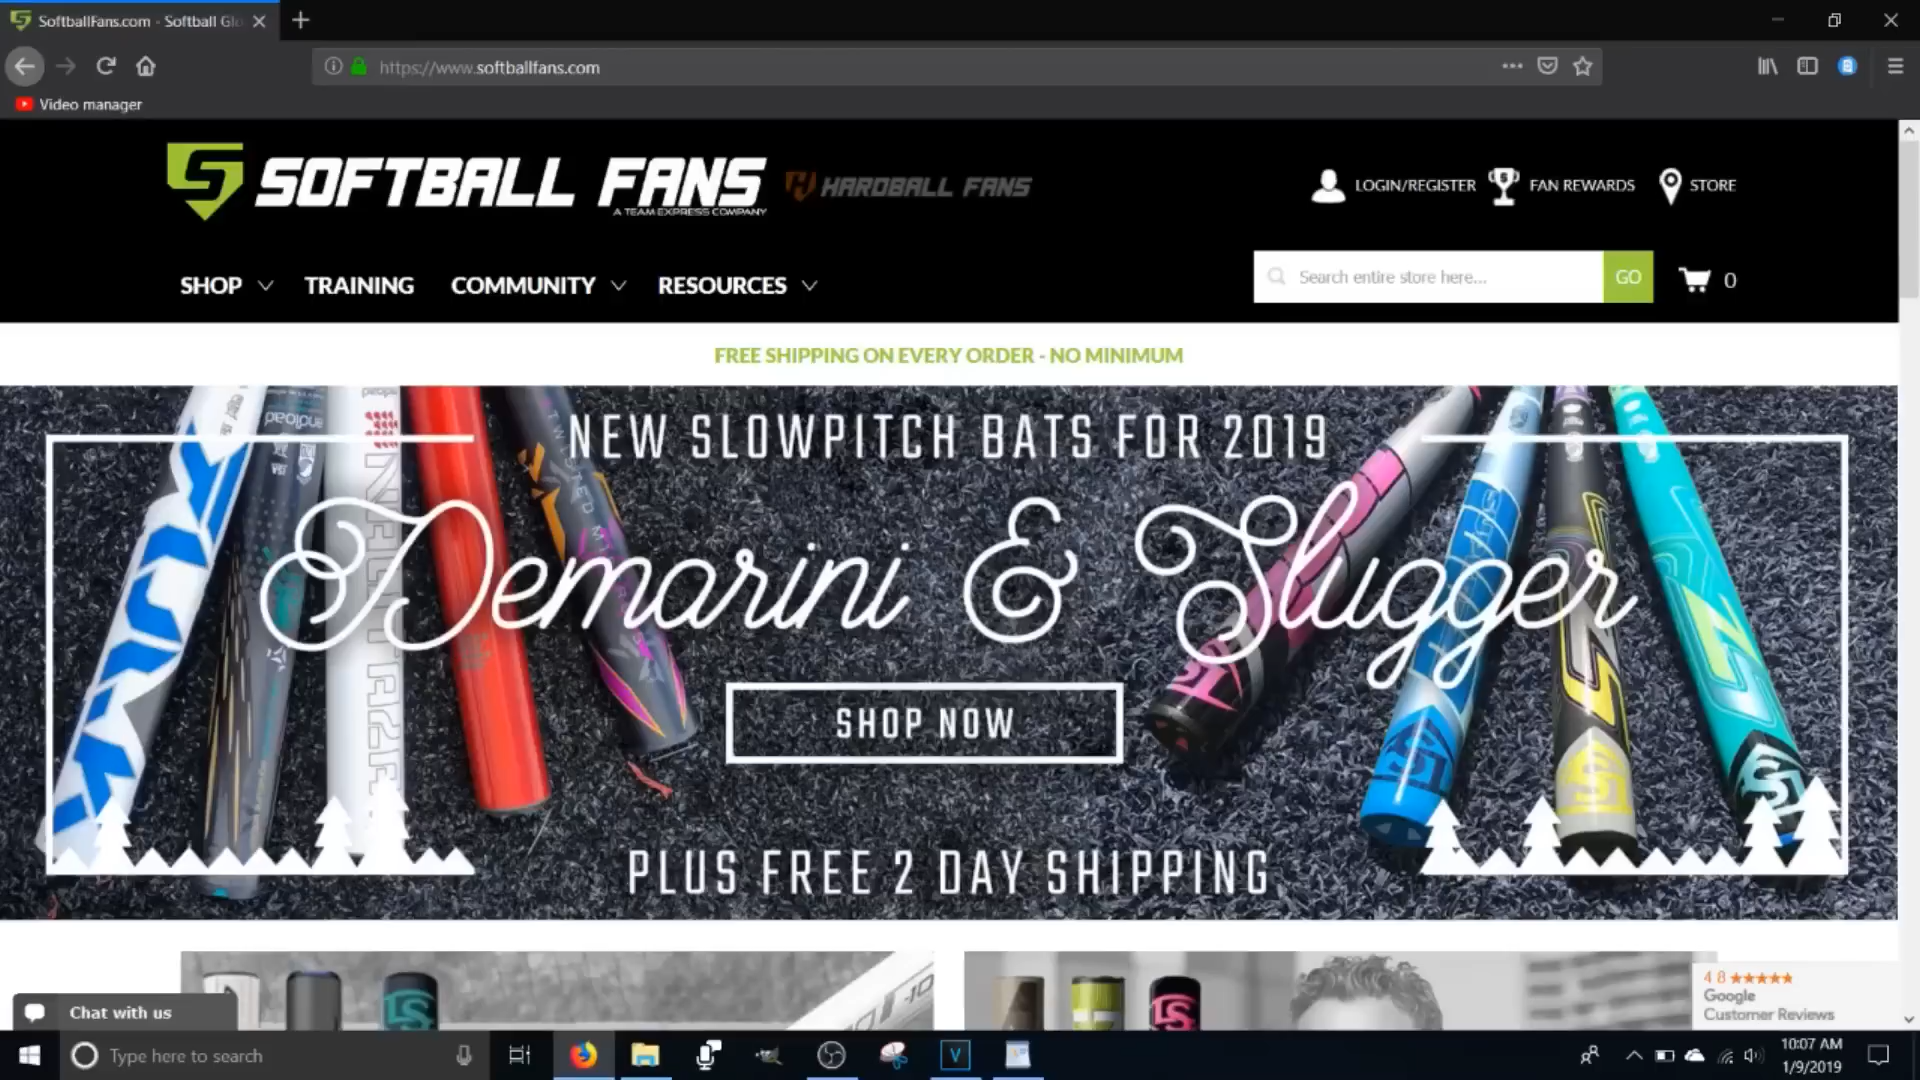 SoftballFans.com - Softball Glo
https://www.softballfans.com
Video manager
SOFTBALL FANS
A TEAM EXPRESS COMPANY
HARDBALL FANS
LOGIN/REGISTER
FAN REWARDS
STORE
SHOP
TRAINING
COMMUNITY
RESOURCES
Search entire store here...
GO
0
FREE SHIPPING ON EVERY ORDER - NO MINIMUM
NEW SLOWPITCH BATS FOR 2019
Demarini & Slugger
SHOP NOW
PLUS FREE 2 DAY SHIPPING
-10
LS
LS
4.8
Google
Customer Reviews
Chat with us
Type here to search
10:07 AM
1/9/2019